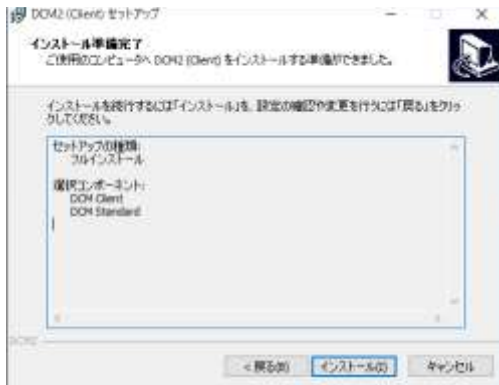 DCM2 (Client) セットアップ
インストール準備完了
ご使用のコンピュータへ DCM2 (Client) をインストールする準備ができました。
インストールを続行するには「インストール」を、設定の確認や変更を行うには「戻る」をクリッ
クしてください。
セットアップの種類:
フルインストール
選択コンポーネント:
DCM Client
DCM Standard
DCM2
< 戻る(B)
インストール(I)
キャンセル